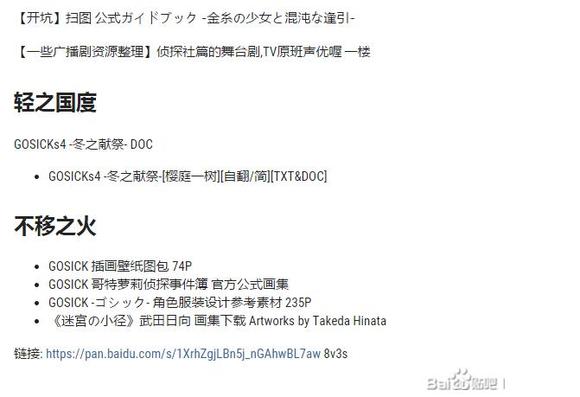 【开坑】扫图 公式ガイドブック -金糸の少女と混沌な逢引-
【一些广播剧资源整理】侦探社篇的舞台剧,TV原班声优喔 一楼
轻之国度
GOSICKs4 -冬之献祭- DOC
• GOSICKs4 -冬之献祭-[樱庭一树][自翻/简][TXT&DOC]
不移之火
• GOSICK 插画壁纸图包 74P
• GOSICK 哥特萝莉侦探事件簿 官方公式画集
• GOSICK -ゴシック- 角色服装设计参考素材 235P
• 《迷宮の小径》武田日向 画集下载 Artworks by Takeda Hinata
链接: https://pan.baidu.com/s/1XrhZgjLBn5j_nGAhwBL7aw 8v3s
Baidu贴吧